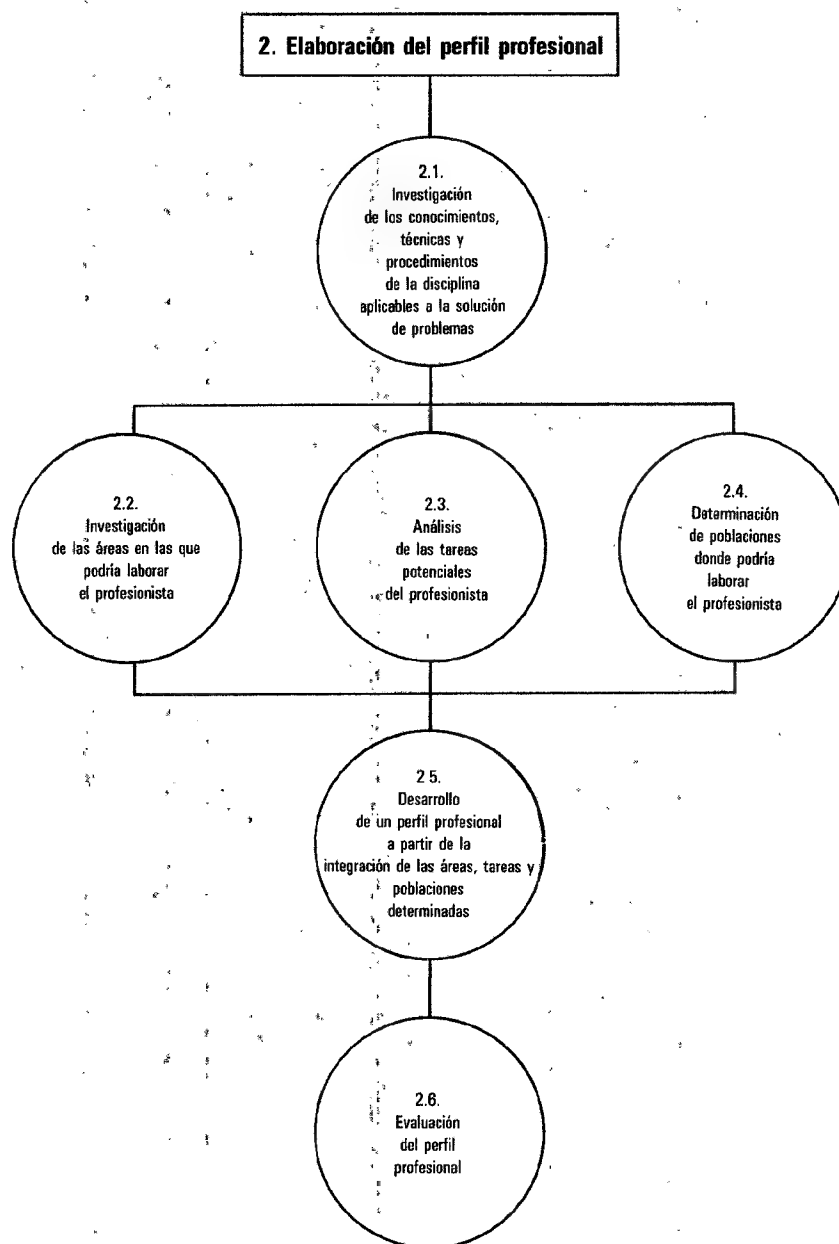 2. Elaboración del perfil profesional
2.1.
Investigación
de los conocimientos,
técnicas y
procedimientos
de la disciplina
aplicables a la solución
de problemas
2.2.
Investigación
de las áreas en las que
podría laborar
el profesionista
2.3.
Análisis
de las tareas
potenciales
del profesionista
2.4.
Determinación
de poblaciones
donde podría
laborar
el profesionista
2 5.
Desarrollo
de un perfil profesional
a partir de la
integración de las áreas, tareas y
poblaciones
determinadas
2.6.
Evaluación
del perfil
profesional